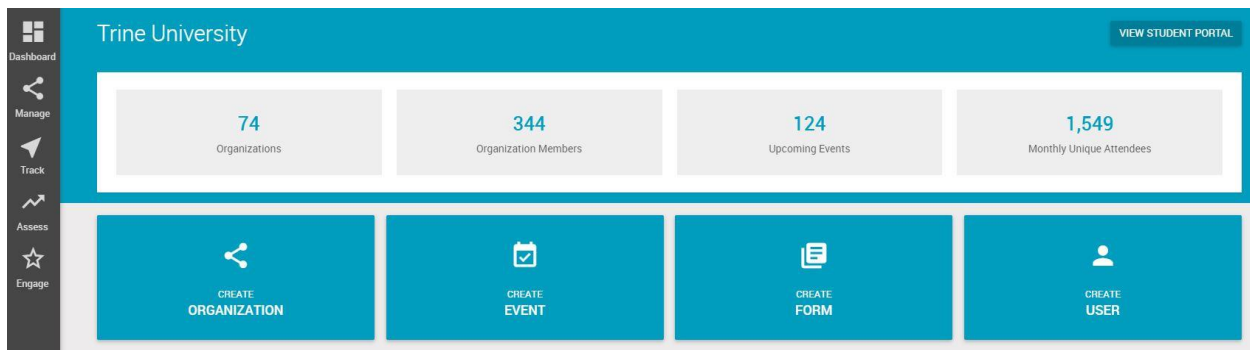 Trine University
VIEW STUDENT PORTAL
Dashboard
Manage
Track
Assess
Engage
74
Organizations
344
Organization Members
124
Upcoming Events
1,549
Monthly Unique Attendees
CREATE
ORGANIZATION
CREATE
EVENT
CREATE
FORM
CREATE
USER